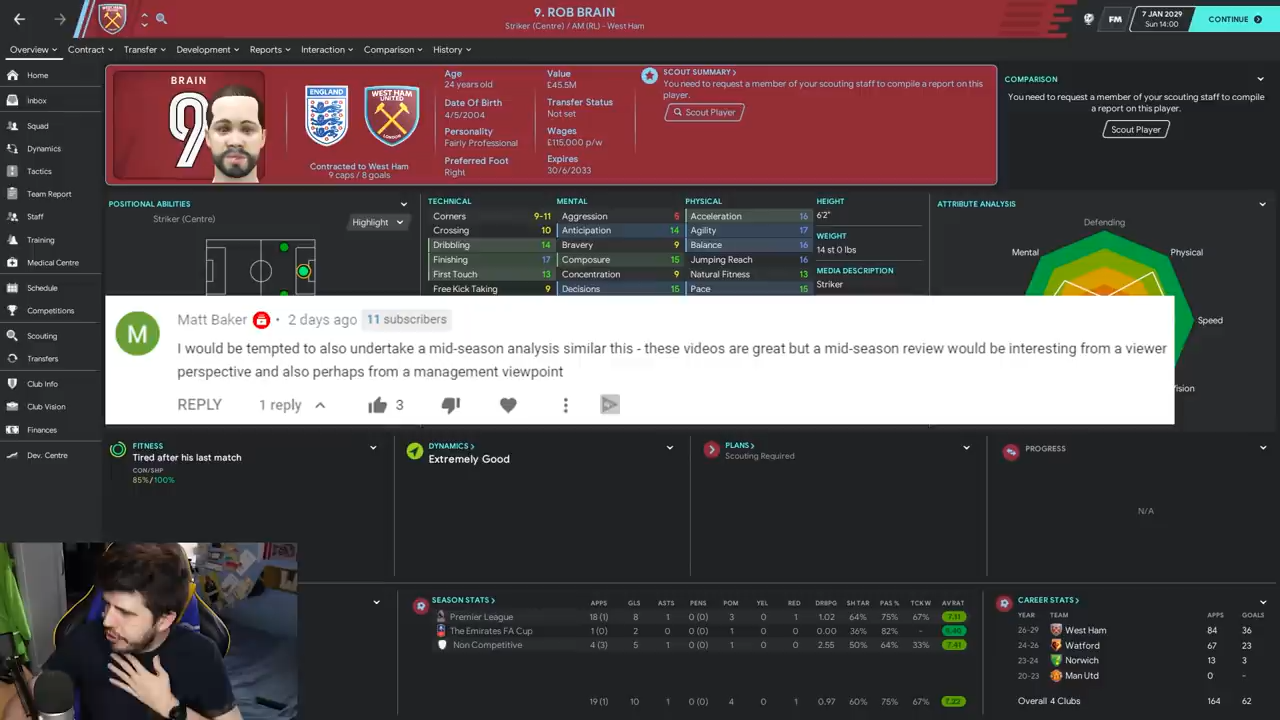 9. ROB BRAIN
Striker (Centre) / AM (RL) - West Ham
FM
7 JAN 2029
Sun 14:00
CONTINUE
Overview
Contract
Transfer
Development
Reports
Interaction
Comparison
History
Home
Inbox
Squad
Dynamics
Tactics
Team Report
Staff
Training
Medical Centre
Schedule
Competitions
Scouting
Transfers
Club Info
Club Vision
Finances
Dev. Centre
BRAIN
9
ENGLAND
WEST HAM
UNITED
LONDON
Contracted to West Ham
9 caps / 8 goals
Age
24 years old
Date Of Birth
4/5/2004
Personality
Fairly Professional
Preferred Foot
Right
Value
£45.5M
Transfer Status
Not set
Wages
£115,000 p/w
Expires
30/6/2033
SCOUT SUMMARY
You need to request a member of your scouting staff to compile a report on this
player.
Scout Player
COMPARISON
You need to request a member of your scouting staff to compile
a report on this player.
Scout Player
POSITIONAL ABILITIES
Striker (Centre)
Highlight
TECHNICAL
Corners 9-11
Crossing 10
Dribbling 14
Finishing 17
First Touch 13
Free Kick Taking 9
MENTAL
Aggression 5
Anticipation 14
Bravery 9
Composure 15
Concentration 9
Decisions 15
PHYSICAL
Acceleration 16
Agility 17
Balance 16
Jumping Reach 16
Natural Fitness 13
Pace 15
HEIGHT
6'2"
WEIGHT
14 st 0 lbs
MEDIA DESCRIPTION
Striker
ATTRIBUTE ANALYSIS
Defending
Mental
Physical
Speed
ision
M
Matt Baker • 2 days ago 11 subscribers
I would be tempted to also undertake a mid-season analysis similar this - these videos are great but a mid-season review would be interesting from a viewer
perspective and also perhaps from a management viewpoint
REPLY 1 reply 3
FITNESS
Tired after his last match
CON/SHP
85%/100%
DYNAMICS
Extremely Good
PLANS
Scouting Required
PROGRESS
N/A
SEASON STATS APPS GLS ASTS PENS POM YEL RED DRBPG SH TAR PAS % TCK W AV RAT
Premier League 18 (1) 8 1 0 (0) 3 0 1 1.02 64% 75% 67% 7.11
The Emirates FA Cup 1 (0) 2 0 0 (0) 1 0 0 0.00 36% 82% -
Non Competitive 4 (3) 5 1 0 (0) 1 0 0 2.55 50% 64% 33% 7.41
19 (1) 10 1 0 (0) 4 0 1 0.97 60% 75% 67% 7.22
CAREER STATS
YEAR TEAM APPS GOALS
26-29 West Ham 84 36
24-26 Watford 67 23
23-24 Norwich 13 3
20-23 Man Utd 0 -
Overall 4 Clubs 164 62